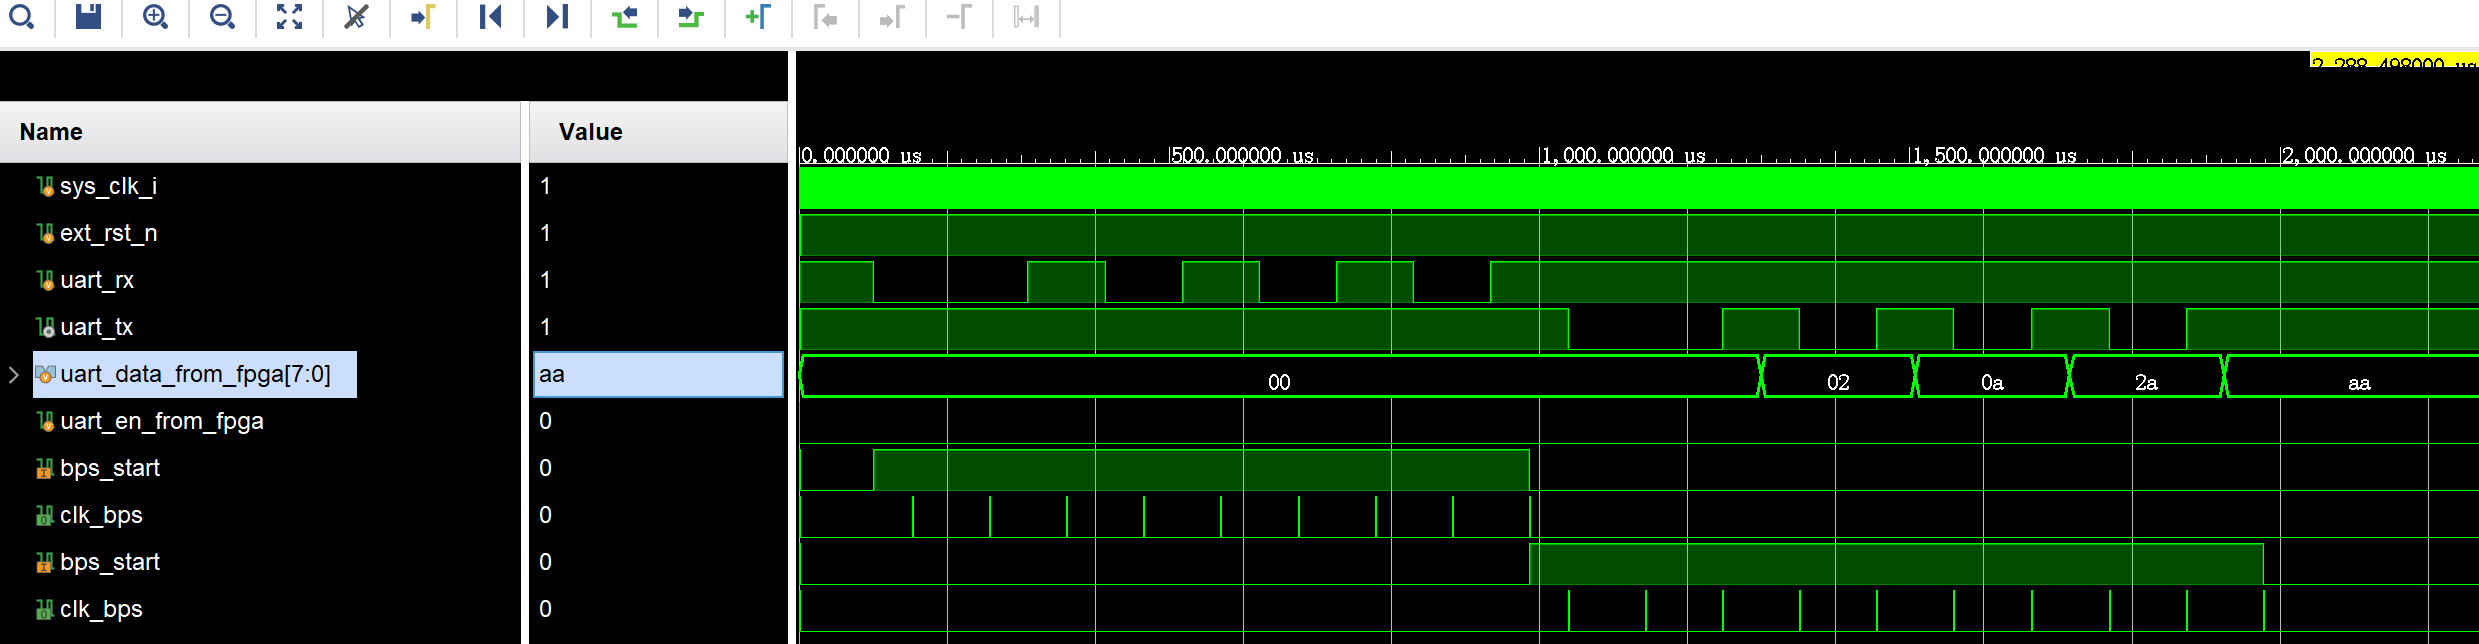 2,288.498000 us
Name Value
0.000000 us 500.000000 us 1,000.000000 us 1,500.000000 us 2,000.000000 us
sys_clk_i 1
ext_rst_n 1
uart_rx 1
uart_tx 1
uart_data_from_fpga[7:0] aa 00 02 0a 2a aa
uart_en_from_fpga 0
bps_start 0
clk_bps 0
bps_start 0
clk_bps 0